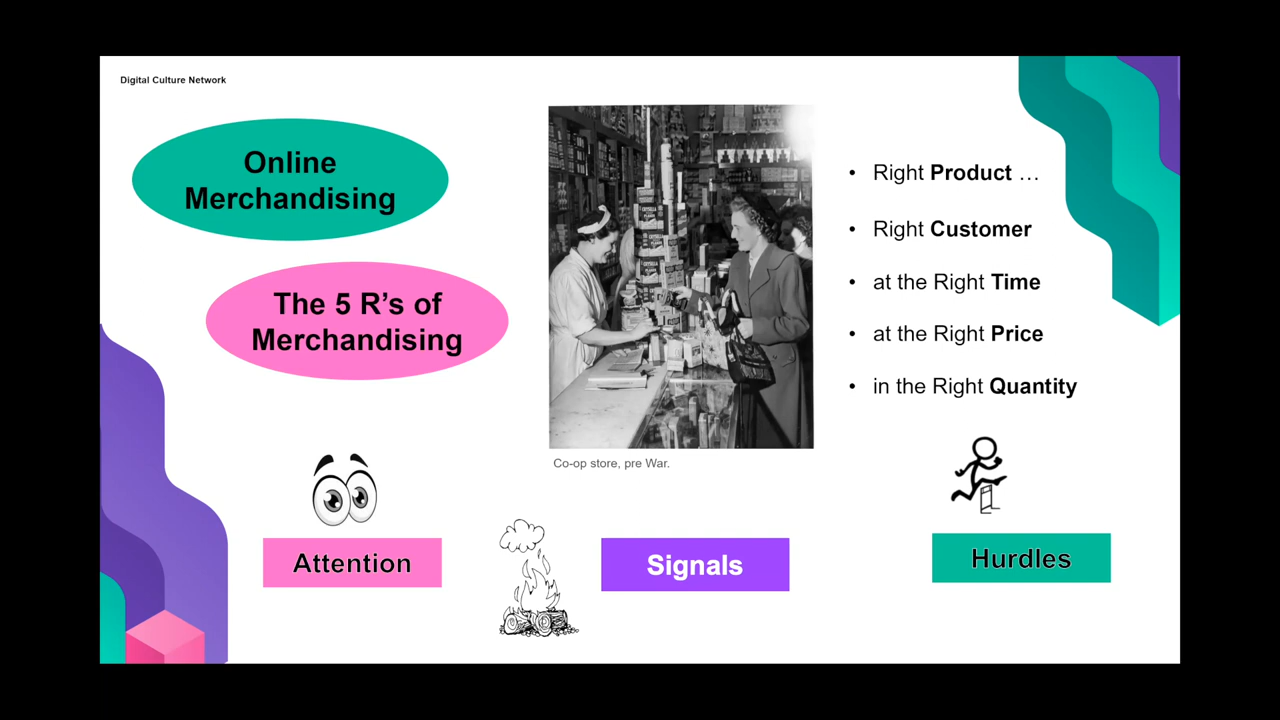 Digital Culture Network
Online
Merchandising
The 5 R’s of
Merchandising
Co-op store, pre War.
• Right Product …
• Right Customer
• at the Right Time
• at the Right Price
• in the Right Quantity
Attention
Signals
Hurdles